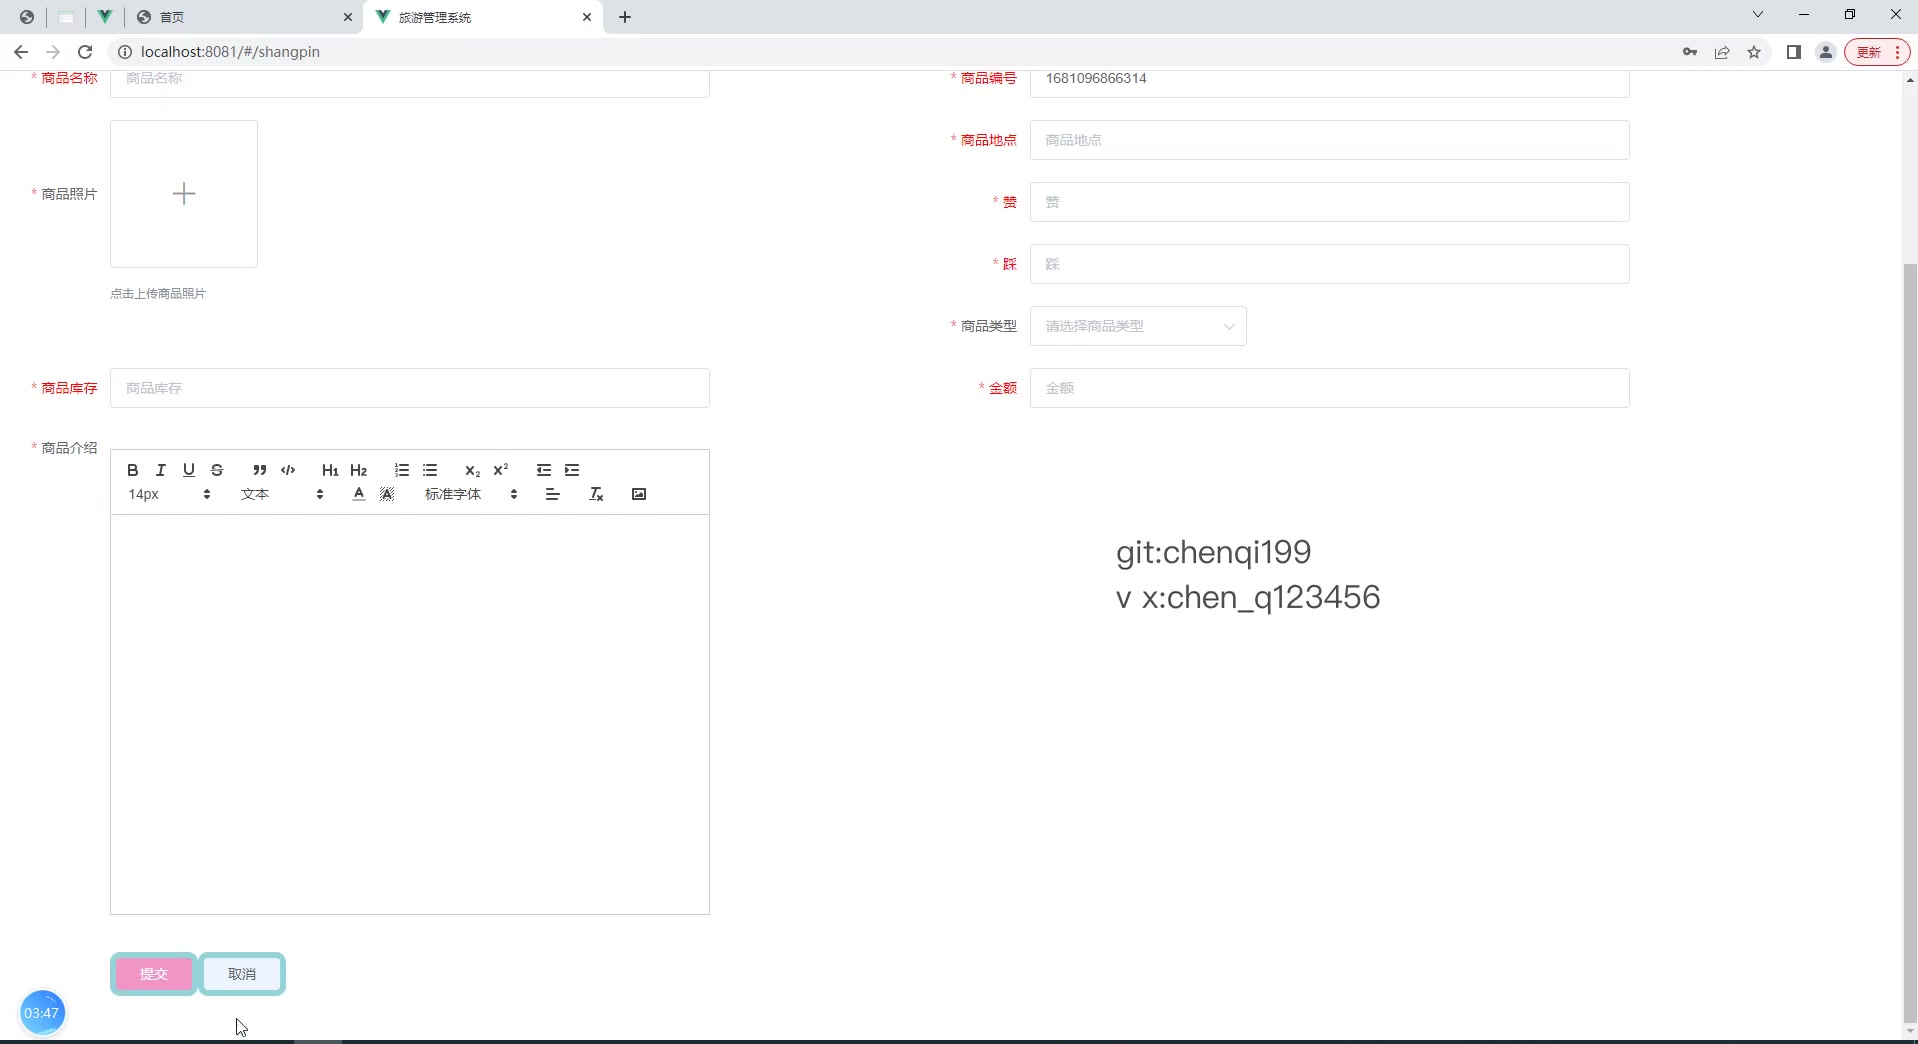 首页
旅游管理系统
localhost:8081/#/shangpin
更新
* 商品名称
商品名称
* 商品编号
1681096866314
* 商品照片
点击上传商品照片
* 商品地点
商品地点
* 赞
赞
* 踩
踩
* 商品类型
请选择商品类型
* 商品库存
商品库存
* 金额
金额
* 商品介绍
B I U S H1 H2 x2 x2
14px 文本 A A 标准字体 Tx
git:chenqi199
v x:chen_q123456
提交 取消
03:47